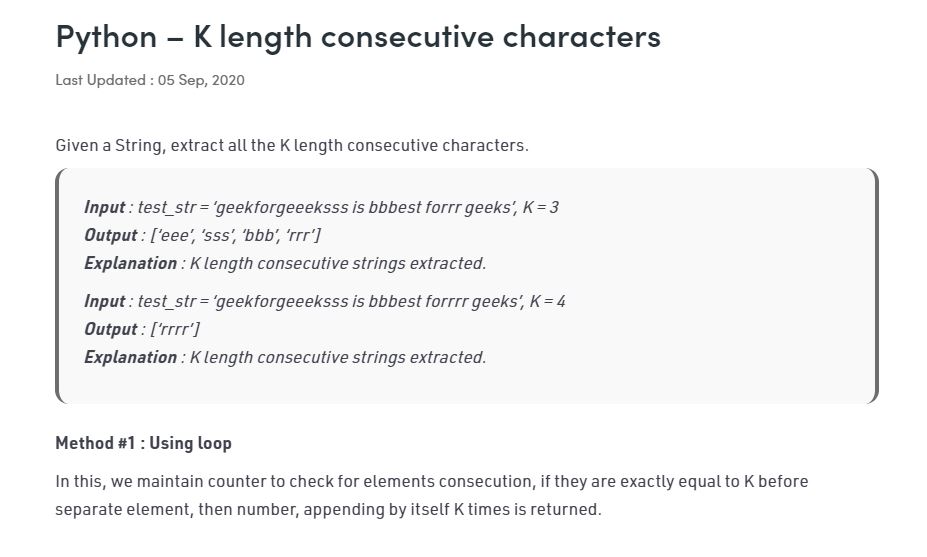 Python – K length consecutive characters
Last Updated : 05 Sep, 2020
Given a String, extract all the K length consecutive characters.
Input : test_str = ‘geekforgeeeksss is bbbest forrr geeks’, K = 3
Output : [‘eee’, ‘sss’, ‘bbb’, ‘rrr’]
Explanation : K length consecutive strings extracted.
Input : test_str = ‘geekforgeeeksss is bbbest forrrr geeks’, K = 4
Output : [‘rrrr’]
Explanation : K length consecutive strings extracted.
Method #1 : Using loop
In this, we maintain counter to check for elements consecution, if they are exactly equal to K before
separate element, then number, appending by itself K times is returned.